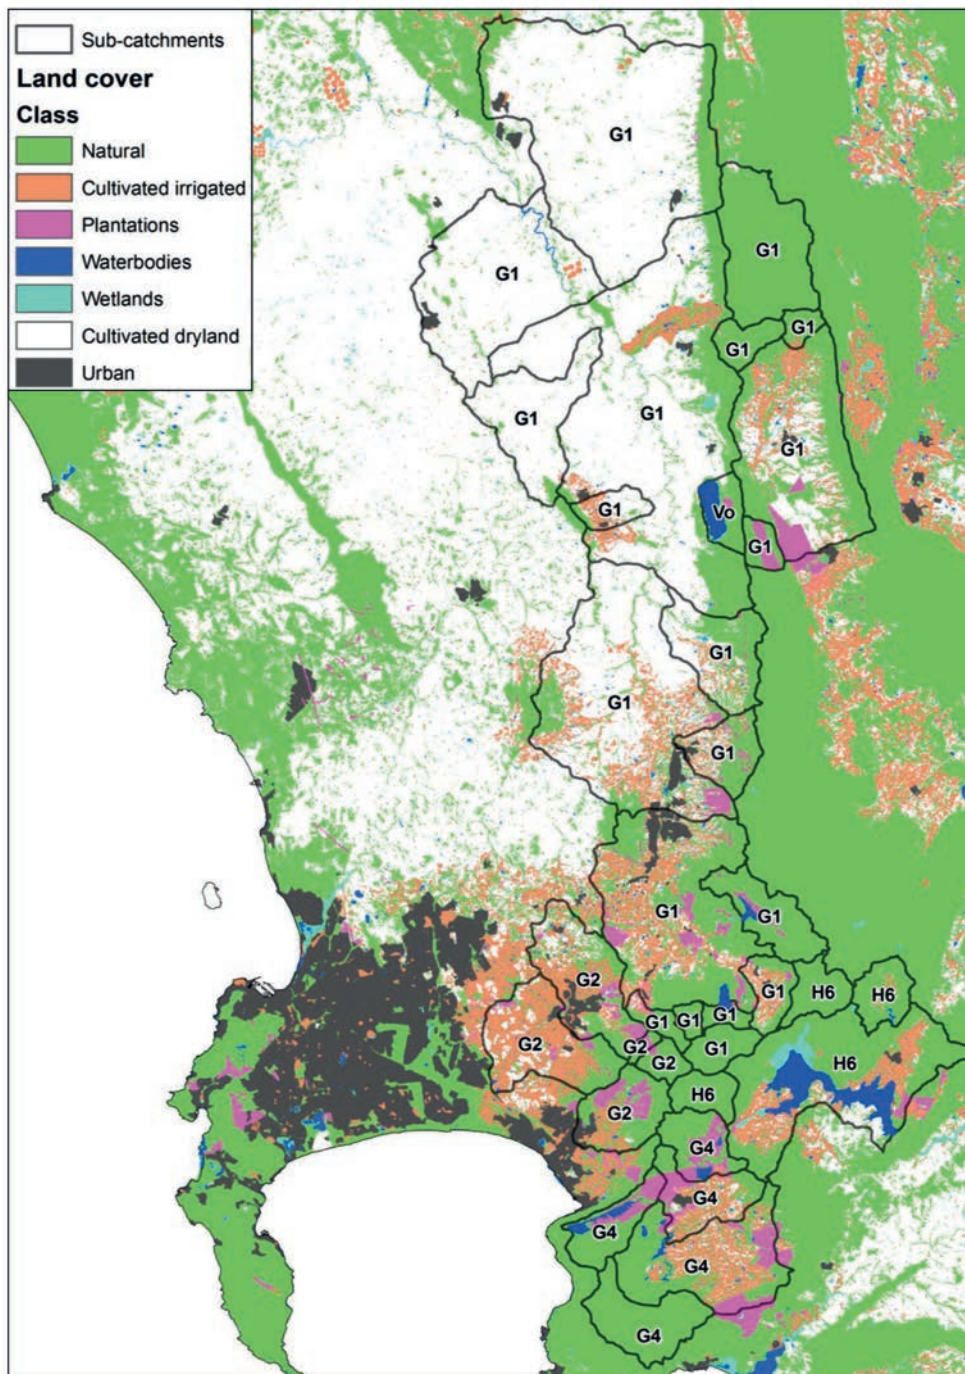 Sub-catchments
Land cover
Class
Natural
Cultivated irrigated
Plantations
Waterbodies
Wetlands
Cultivated dryland
Urban
G1
G1
G1
G1
G1
G1
G1
G1
G1
Vo
G1
G1
G1
G1
G1
G1
G2
G1
H6
H6
G1
G1
G1
G2
G2
G1
H6
G2
H6
G2
G4
G4
G4
G4
G4